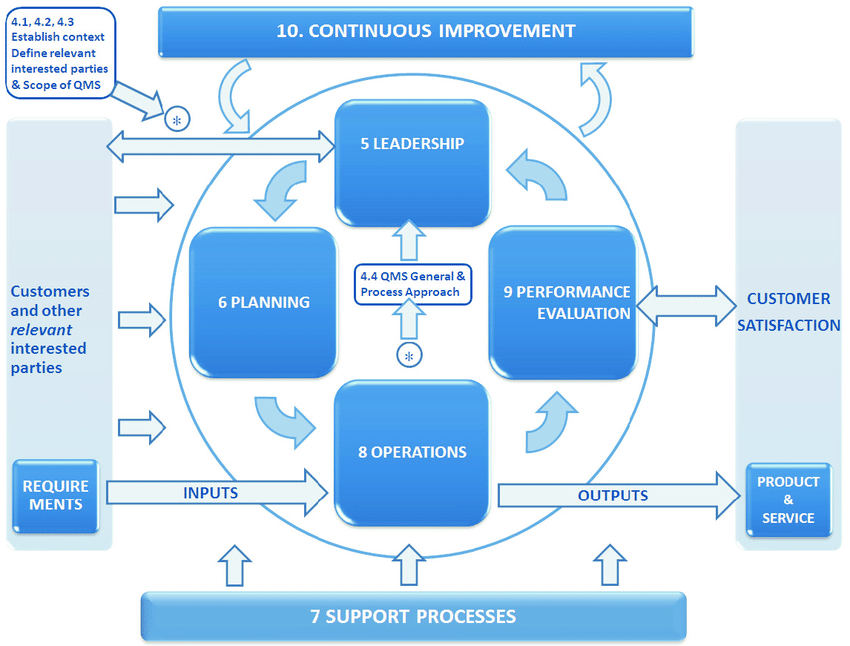 4.1, 4.2, 4.3
Establish context
Define relevant
interested parties
& Scope of QMS
10. CONTINUOUS IMPROVEMENT
*
5 LEADERSHIP
4.4 QMS General &
Process Approach
6 PLANNING
9 PERFORMANCE
EVALUATION
Customers
and other
relevant
interested
parties
CUSTOMER
SATISFACTION
*
8 OPERATIONS
REQUIRE
MENTS
INPUTS
OUTPUTS
PRODUCT
&
SERVICE
7 SUPPORT PROCESSES